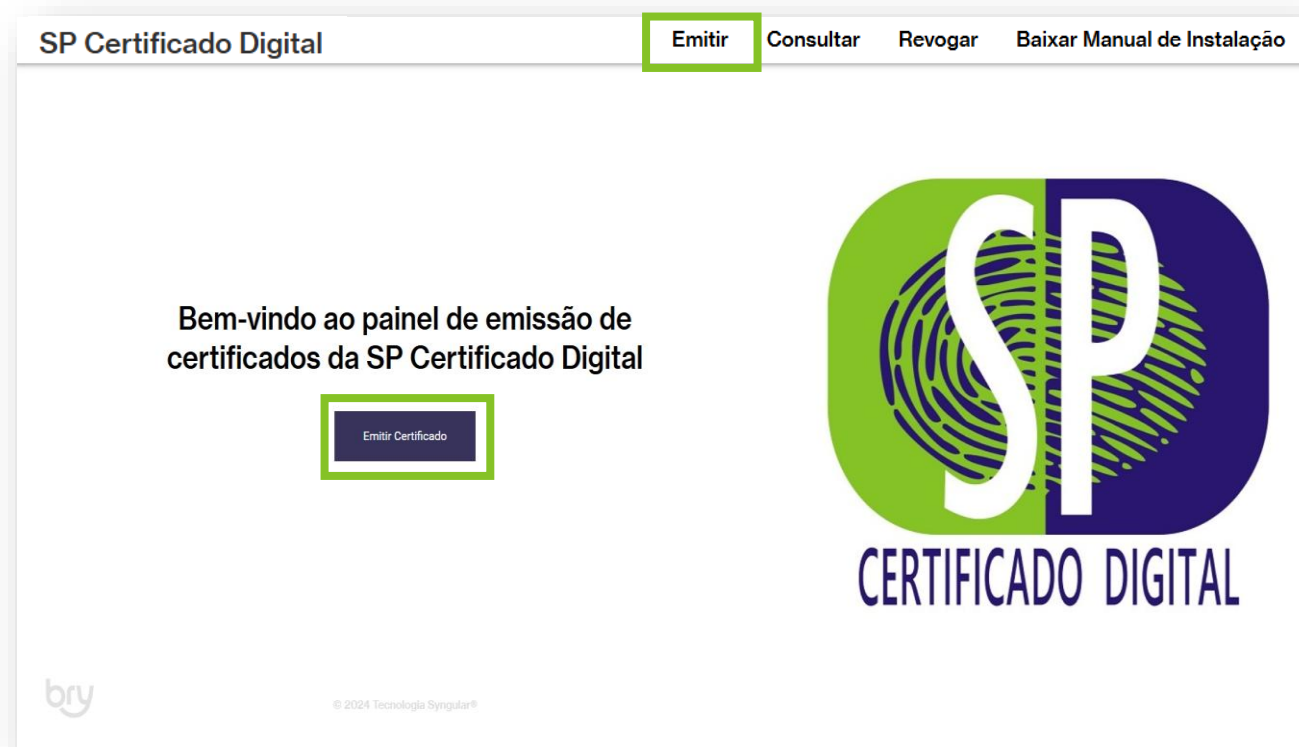 SP Certificado Digital
Emitir
Consultar
Revogar
Baixar Manual de Instalação
Bem-vindo ao painel de emissão de
certificados da SP Certificado Digital
Emitir Certificado
SP
CERTIFICADO DIGITAL
bry
© 2024 Tecnologia Syngular®